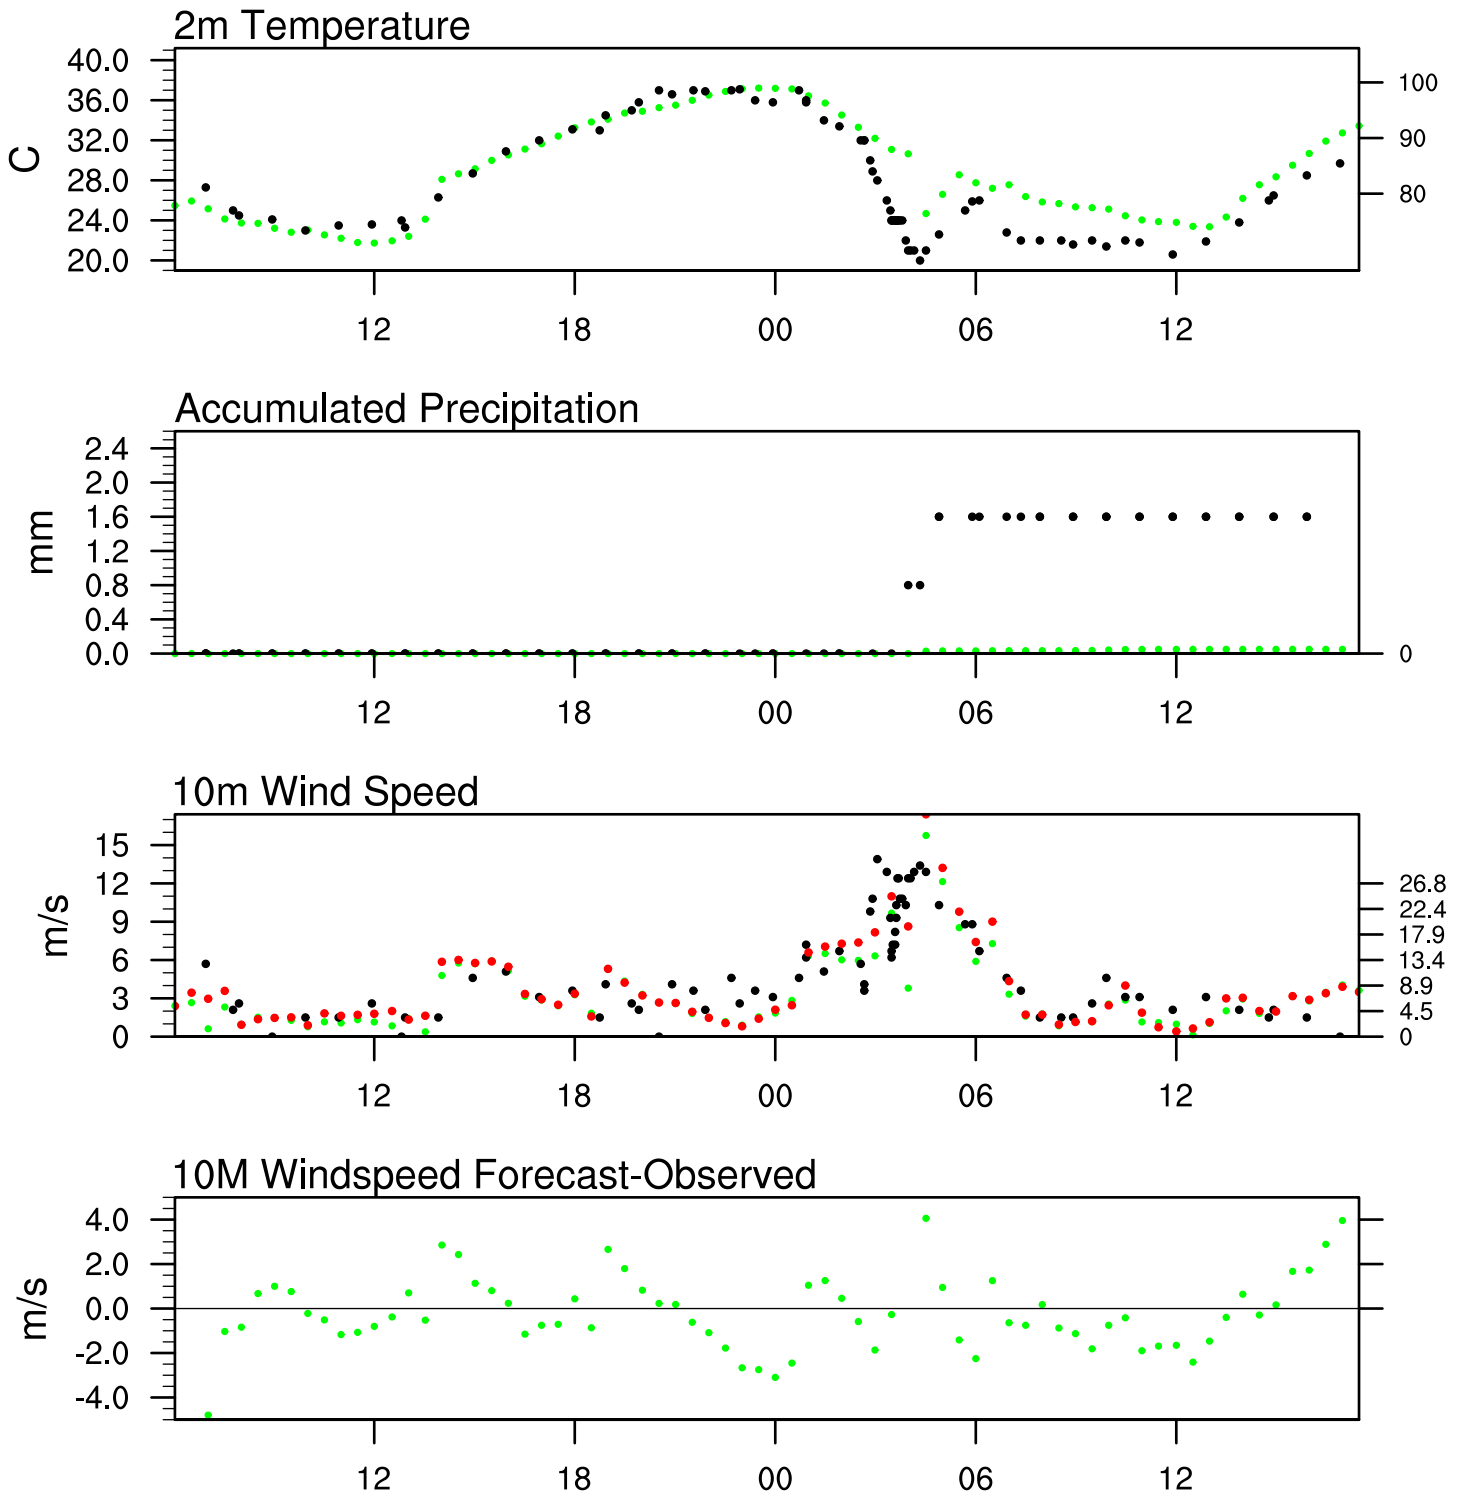 2m Temperature
40.0
36.0
32.0
28.0
24.0
20.0
C
100
90
80
12 18 00 06 12
Accumulated Precipitation
2.4
2.0
1.6
1.2
0.8
0.4
0.0
mm
0
12 18 00 06 12
10m Wind Speed
15
12
9
6
3
0
m/s
26.8
22.4
17.9
13.4
8.9
4.5
0
12 18 00 06 12
10M Windspeed Forecast-Observed
4.0
2.0
0.0
-2.0
-4.0
m/s
12 18 00 06 12